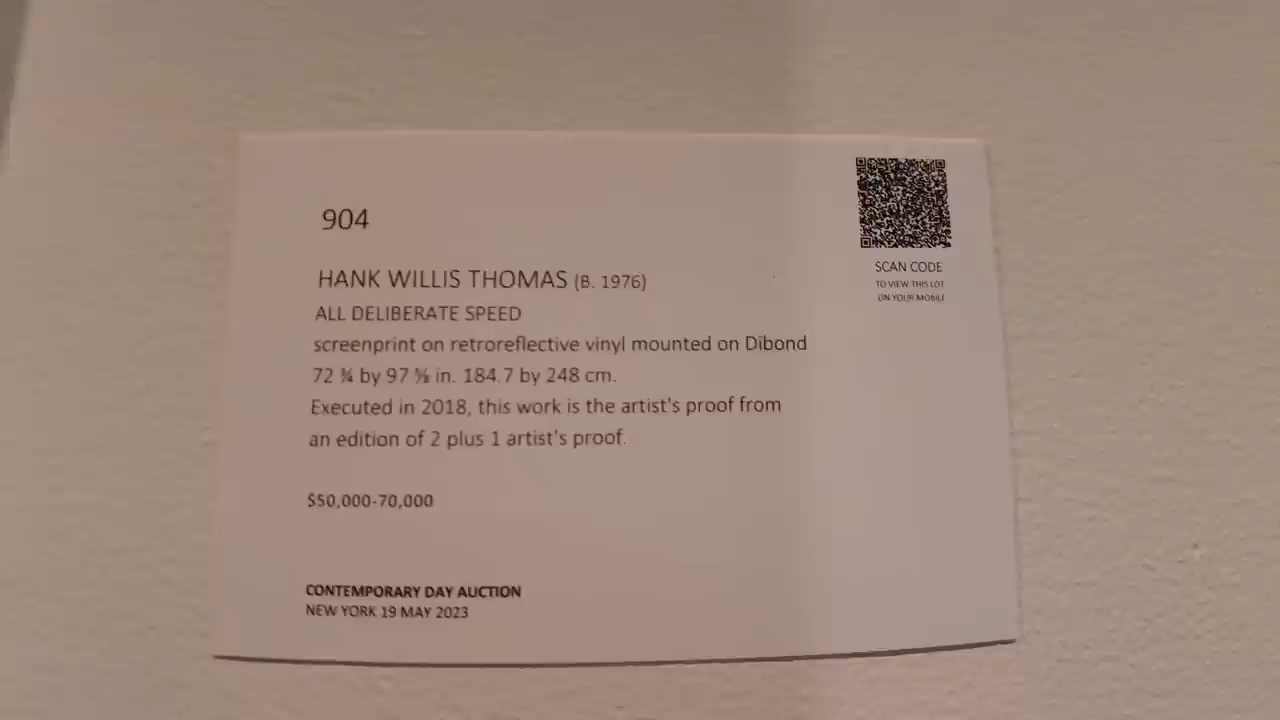 904
HANK WILLIS THOMAS (B. 1976)
ALL DELIBERATE SPEED
screenprint on retroreflective vinyl mounted on Dibond
72 ¾ by 97 ⅝ in. 184.7 by 248 cm.
Executed in 2018, this work is the artist's proof from
an edition of 2 plus 1 artist's proof.
$50,000-70,000
CONTEMPORARY DAY AUCTION
NEW YORK 19 MAY 2023
SCAN CODE
TO VIEW THIS LOT
ON YOUR MOBILE